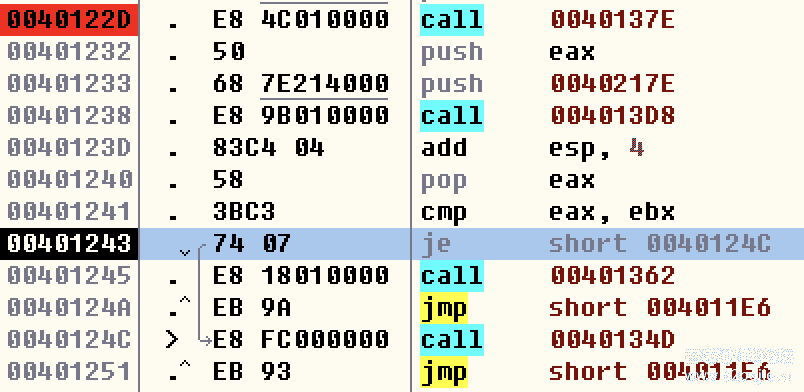 0040122D . E8 4C010000 call 0040137E
00401232 . 50 push eax
00401233 . 68 7E214000 push 0040217E
00401238 . E8 9B010000 call 004013D8
0040123D . 83C4 04 add esp, 4
00401240 . 58 pop eax
00401241 . 3BC3 cmp eax, ebx
00401243 74 07 je short 0040124C
00401245 . E8 18010000 call 00401362
0040124A .^ EB 9A jmp short 004011E6
0040124C > E8 FC000000 call 0040134D
00401251 .^ EB 93 jmp short 004011E6